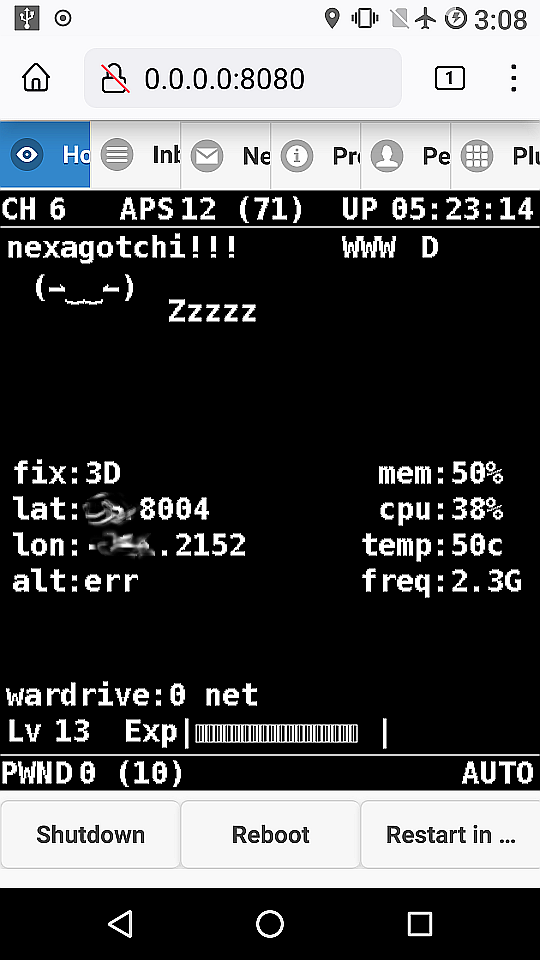 3:08
0.0.0.0:8080
1
Ho Inb Ne Pr Pe Plu
CH 6 APS 12 (71) UP 05:23:14
nexagotchi!!! WWW D
(⇀‿‿↼)
Zzzzz
fix:3D mem:50%
lat: .8004 cpu:38%
lon:- .2152 temp:50c
alt:err freq:2.3G
wardrive:0 net
Lv 13 Exp| |
PWND 0 (10) AUTO
Shutdown Reboot Restart in ...